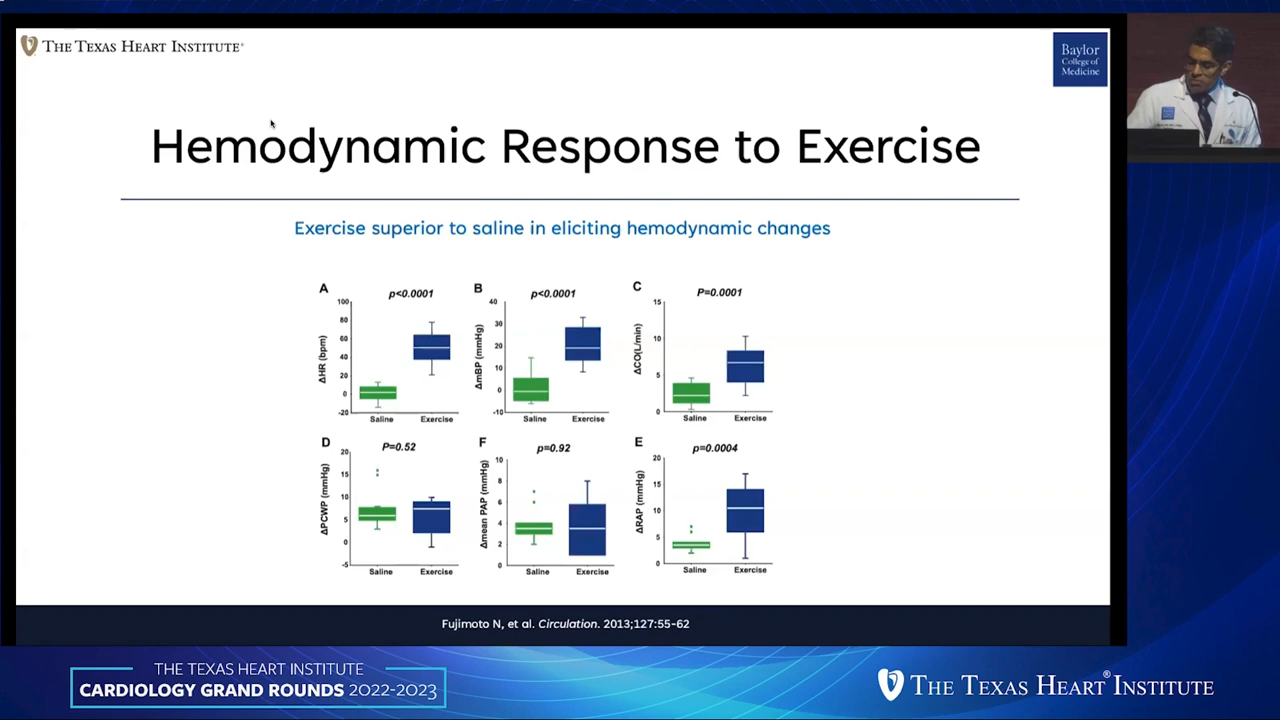 THE TEXAS HEART INSTITUTE®
Baylor
College of
Medicine
Hemodynamic Response to Exercise
Exercise superior to saline in eliciting hemodynamic changes
A
p<0.0001
ΔHR (bpm)
100
80
60
40
20
0
-20
Saline Exercise
B
p<0.0001
ΔmBP (mmHg)
40
30
20
10
0
-10
Saline Exercise
C
P=0.0001
ΔCO(L/min)
15
10
5
0
Saline Exercise
D
P=0.52
ΔPCWP (mmHg)
20
15
10
5
0
-5
Saline Exercise
F
p=0.92
Δmean PAP (mmHg)
10
8
6
4
2
0
Saline Exercise
E
p=0.0004
ΔRAP (mmHg)
20
15
10
5
0
Saline Exercise
Fujimoto N, et al. Circulation. 2013;127:55-62
THE TEXAS HEART INSTITUTE
CARDIOLOGY GRAND ROUNDS 2022-2023
THE TEXAS HEART®INSTITUTE